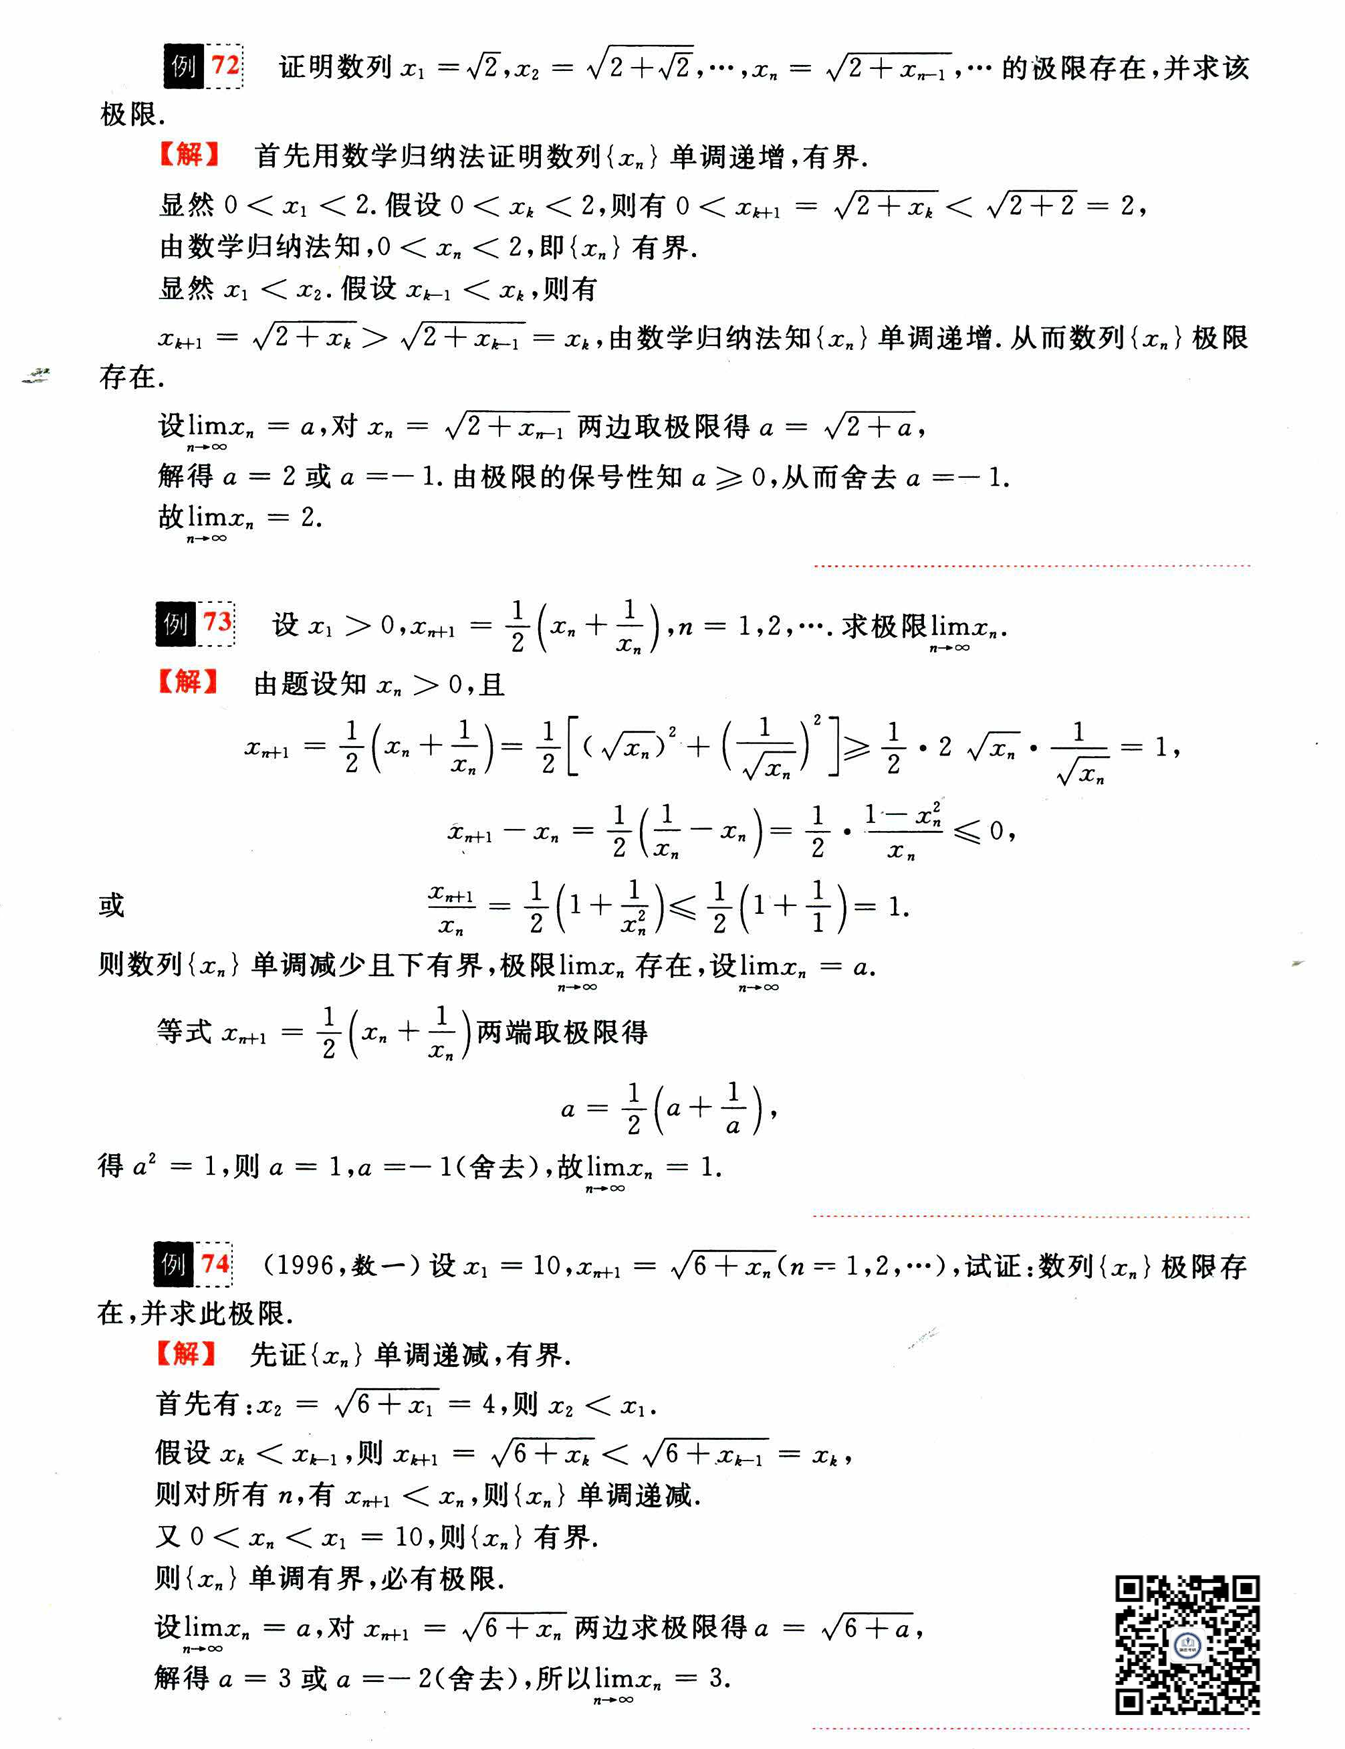 例 72 证明数列 $x_1=\sqrt{2},x_2=\sqrt{2+\sqrt{2}},\cdots,x_n=\sqrt{2+x_{n-1}},\cdots$ 的极限存在,并求该
极限.
【解】 首先用数学归纳法证明数列$\{x_n\}$ 单调递增,有界.
显然 $0<x_1<2$. 假设 $0<x_k<2$,则有 $0<x_{k+1}=\sqrt{2+x_k}<\sqrt{2+2}=2$,
由数学归纳法知,$0<x_n<2$,即$\{x_n\}$ 有界.
显然 $x_1<x_2$. 假设 $x_{k-1}<x_k$,则有
$x_{k+1}=\sqrt{2+x_k}>\sqrt{2+x_{k-1}}=x_k$,由数学归纳法知$\{x_n\}$ 单调递增. 从而数列$\{x_n\}$ 极限
存在.
设$\lim\limits_{n\to\infty}x_n=a$,对 $x_n=\sqrt{2+x_{n-1}}$ 两边取极限得 $a=\sqrt{2+a}$,
解得 $a=2$ 或 $a=-1$. 由极限的保号性知 $a\geqslant 0$,从而舍去 $a=-1$.
故$\lim\limits_{n\to\infty}x_n=2$.
例 73 设 $x_1>0,x_{n+1}=\frac{1}{2}\left(x_n+\frac{1}{x_n}\right),n=1,2,\cdots$. 求极限$\lim\limits_{n\to\infty}x_n$.
【解】 由题设知 $x_n>0$,且
$x_{n+1}=\frac{1}{2}\left(x_n+\frac{1}{x_n}\right)=\frac{1}{2}\left[(\sqrt{x_n})^2+\left(\frac{1}{\sqrt{x_n}}\right)^2\right]\geqslant\frac{1}{2}\cdot 2\sqrt{x_n}\cdot\frac{1}{\sqrt{x_n}}=1$,
$x_{n+1}-x_n=\frac{1}{2}\left(\frac{1}{x_n}-x_n\right)=\frac{1}{2}\cdot\frac{1-x_n^2}{x_n}\leqslant 0$,
或 $\frac{x_{n+1}}{x_n}=\frac{1}{2}\left(1+\frac{1}{x_n^2}\right)\leqslant\frac{1}{2}\left(1+\frac{1}{1}\right)=1$.
则数列$\{x_n\}$ 单调减少且下有界,极限$\lim\limits_{n\to\infty}x_n$ 存在,设$\lim\limits_{n\to\infty}x_n=a$.
等式 $x_{n+1}=\frac{1}{2}\left(x_n+\frac{1}{x_n}\right)$两端取极限得
$a=\frac{1}{2}\left(a+\frac{1}{a}\right)$,
得 $a^2=1$,则 $a=1,a=-1$(舍去),故$\lim\limits_{n\to\infty}x_n=1$.
例 74 (1996,数一) 设 $x_1=10,x_{n+1}=\sqrt{6+x_n}(n=1,2,\cdots)$,试证:数列$\{x_n\}$ 极限存
在,并求此极限.
【解】 先证$\{x_n\}$ 单调递减,有界.
首先有:$x_2=\sqrt{6+x_1}=4$,则 $x_2<x_1$.
假设 $x_k<x_{k-1}$,则 $x_{k+1}=\sqrt{6+x_k}<\sqrt{6+x_{k-1}}=x_k$,
则对所有 $n$,有 $x_{n+1}<x_n$,则$\{x_n\}$ 单调递减.
又 $0<x_n<x_1=10$,则$\{x_n\}$ 有界.
则$\{x_n\}$ 单调有界,必有极限.
设$\lim\limits_{n\to\infty}x_n=a$,对 $x_{n+1}=\sqrt{6+x_n}$ 两边求极限得 $a=\sqrt{6+a}$,
解得 $a=3$ 或 $a=-2$(舍去),所以$\lim\limits_{n\to\infty}x_n=3$.